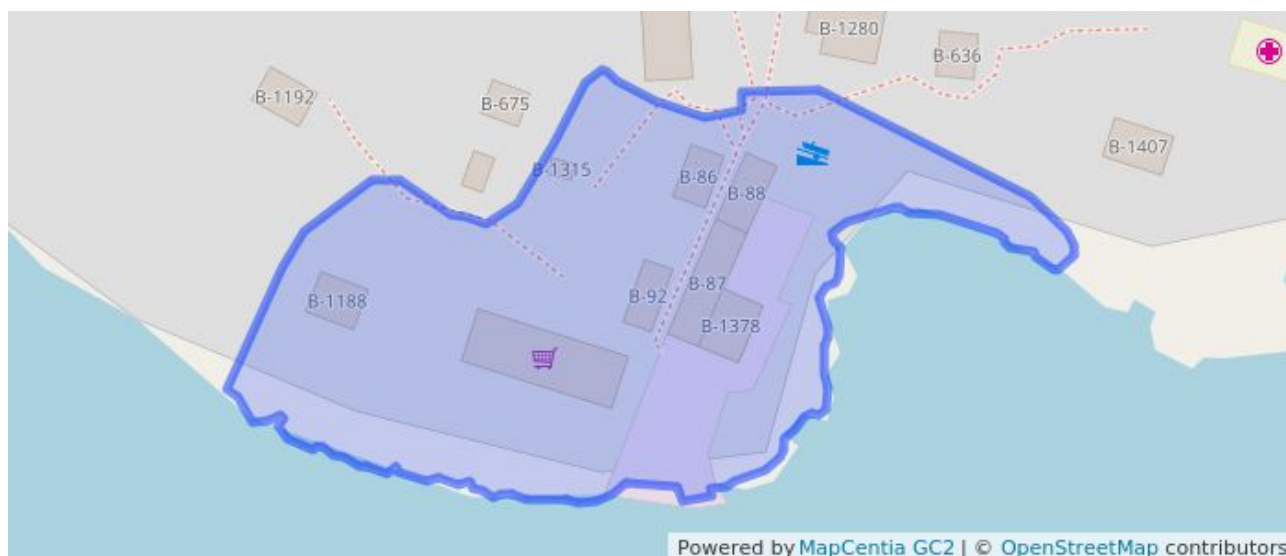 B-1280
B-636
B-1192
B-675
B-1407
B-1315
B-86
B-88
B-87
B-92
B-1188
B-1378
Powered by MapCentia GC2 | © OpenStreetMap contributors